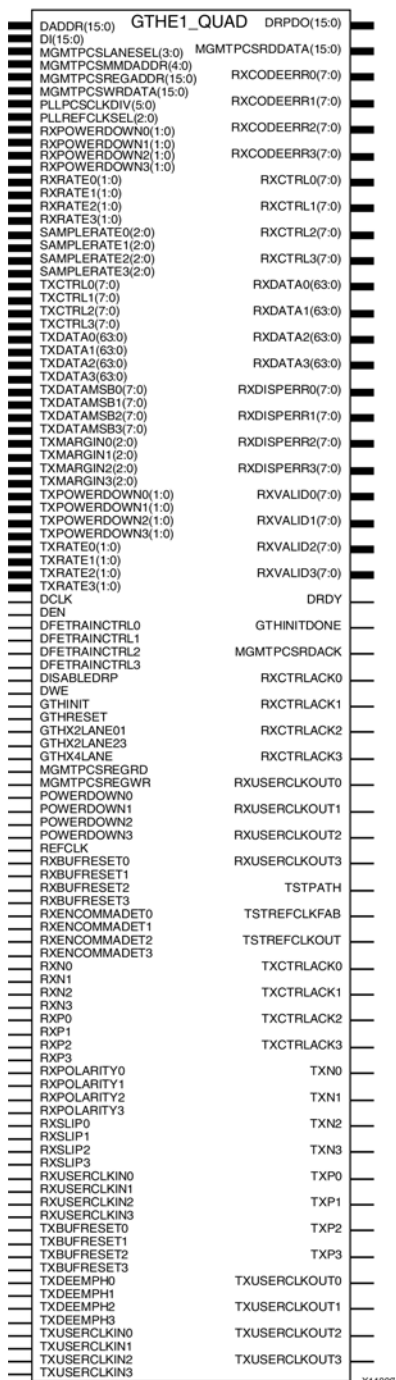 GTHE1_QUAD
DADDR(15:0)
DI(15:0)
MGMTPCSLANESEL(3:0)
MGMTPCSMMDADDR(4:0)
MGMTPCSREGADDR(15:0)
MGMTPCSWRDATA(15:0)
PLLPCSCLKDIV(5:0)
PLLREFCLKSEL(2:0)
RXPOWERDOWN0(1:0)
RXPOWERDOWN1(1:0)
RXPOWERDOWN2(1:0)
RXPOWERDOWN3(1:0)
RXRATE0(1:0)
RXRATE1(1:0)
RXRATE2(1:0)
RXRATE3(1:0)
SAMPLERATE0(2:0)
SAMPLERATE1(2:0)
SAMPLERATE2(2:0)
SAMPLERATE3(2:0)
TXCTRL0(7:0)
TXCTRL1(7:0)
TXCTRL2(7:0)
TXCTRL3(7:0)
TXDATA0(63:0)
TXDATA1(63:0)
TXDATA2(63:0)
TXDATA3(63:0)
TXDATAMSB0(7:0)
TXDATAMSB1(7:0)
TXDATAMSB2(7:0)
TXDATAMSB3(7:0)
TXMARGIN0(2:0)
TXMARGIN1(2:0)
TXMARGIN2(2:0)
TXMARGIN3(2:0)
TXPOWERDOWN0(1:0)
TXPOWERDOWN1(1:0)
TXPOWERDOWN2(1:0)
TXPOWERDOWN3(1:0)
TXRATE0(1:0)
TXRATE1(1:0)
TXRATE2(1:0)
TXRATE3(1:0)
DCLK
DEN
DFETRAINCTRL0
DFETRAINCTRL1
DFETRAINCTRL2
DFETRAINCTRL3
DISABLEDRP
DWE
GTHINIT
GTHRESET
GTHX2LANE01
GTHX2LANE23
GTHX4LANE
MGMTPCSREGRD
MGMTPCSREGWR
POWERDOWN0
POWERDOWN1
POWERDOWN2
POWERDOWN3
REFCLK
RXBUFRESET0
RXBUFRESET1
RXBUFRESET2
RXBUFRESET3
RXENCOMMADET0
RXENCOMMADET1
RXENCOMMADET2
RXENCOMMADET3
RXN0
RXN1
RXN2
RXN3
RXP0
RXP1
RXP2
RXP3
RXPOLARITY0
RXPOLARITY1
RXPOLARITY2
RXPOLARITY3
RXSLIP0
RXSLIP1
RXSLIP2
RXSLIP3
RXUSERCLKIN0
RXUSERCLKIN1
RXUSERCLKIN2
RXUSERCLKIN3
TXBUFRESET0
TXBUFRESET1
TXBUFRESET2
TXBUFRESET3
TXDEEMPH0
TXDEEMPH1
TXDEEMPH2
TXDEEMPH3
TXUSERCLKIN0
TXUSERCLKIN1
TXUSERCLKIN2
TXUSERCLKIN3
DRPDO(15:0)
MGMTPCSRDDATA(15:0)
RXCODEERR0(7:0)
RXCODEERR1(7:0)
RXCODEERR2(7:0)
RXCODEERR3(7:0)
RXCTRL0(7:0)
RXCTRL1(7:0)
RXCTRL2(7:0)
RXCTRL3(7:0)
RXDATA0(63:0)
RXDATA1(63:0)
RXDATA2(63:0)
RXDATA3(63:0)
RXDISPERR0(7:0)
RXDISPERR1(7:0)
RXDISPERR2(7:0)
RXDISPERR3(7:0)
RXVALID0(7:0)
RXVALID1(7:0)
RXVALID2(7:0)
RXVALID3(7:0)
DRDY
GTHINITDONE
MGMTPCSRDACK
RXCTRLACK0
RXCTRLACK1
RXCTRLACK2
RXCTRLACK3
RXUSERCLKOUT0
RXUSERCLKOUT1
RXUSERCLKOUT2
RXUSERCLKOUT3
TSTPATH
TSTREFCLKFAB
TSTREFCLKOUT
TXCTRLACK0
TXCTRLACK1
TXCTRLACK2
TXCTRLACK3
TXN0
TXN1
TXN2
TXN3
TXP0
TXP1
TXP2
TXP3
TXUSERCLKOUT0
TXUSERCLKOUT1
TXUSERCLKOUT2
TXUSERCLKOUT3